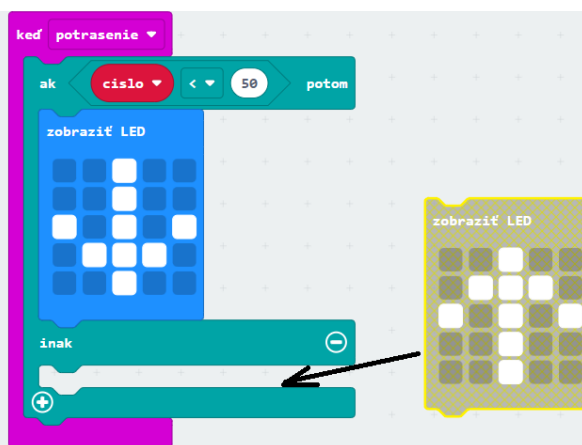 keď potrasenie
ak cislo < 50 potom
zobraziť LED
zobraziť LED
inak